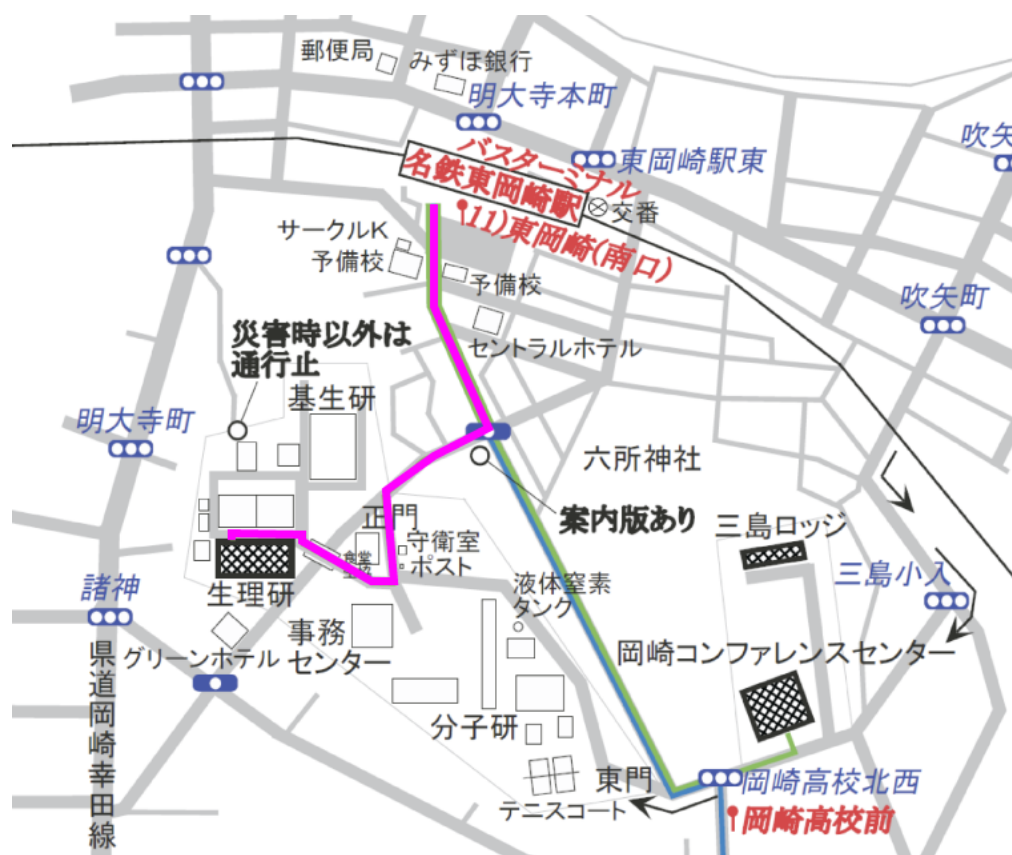 郵便局
みずほ銀行
明大寺本町
吹矢
バスターミナル
東岡崎駅東
名鉄東岡崎駅
交番
11)東岡崎(南口)
サークルK
予備校
予備校
吹矢町
災害時以外は
通行止
セントラルホテル
基生研
明大寺町
六所神社
案内版あり
正門
三島ロッジ
守衛室
ポスト
食堂
液体窒素
タンク
三島小入
諸神
生理研
事務
センター
岡崎コンファレンスセンター
グリーンホテル
県道岡崎幸田線
分子研
東門
岡崎高校北西
テニスコート
岡崎高校前